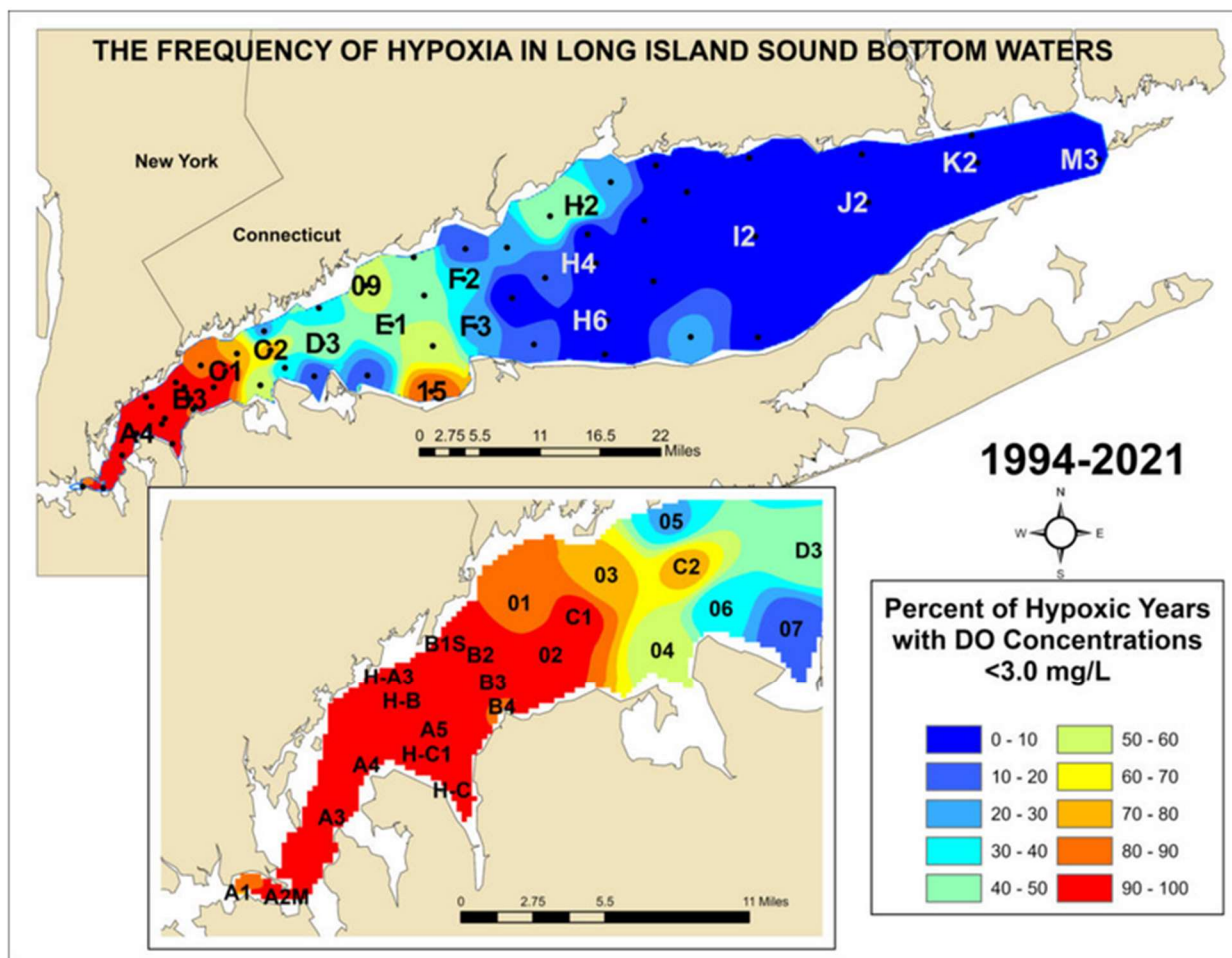 THE FREQUENCY OF HYPOXIA IN LONG ISLAND SOUND BOTTOM WATERS
New York
Connecticut
K2
M3
J2
I2
H2
H4
H6
F2
F3
09
E1
D3
C2
C1
15
B3
A4
0 2.75 5.5 11 16.5 22
Miles
1994-2021
N
W E
S
05
03
C2
D3
01
C1
06
07
B1S
B2
02
04
H-A3
B3
H-B
B4
A5
H-C1
A4
H-C
A3
A1
A2M
0 2.75 5.5 11 Miles
Percent of Hypoxic Years
with DO Concentrations
<3.0 mg/L
0 - 10 50 - 60
10 - 20 60 - 70
20 - 30 70 - 80
30 - 40 80 - 90
40 - 50 90 - 100